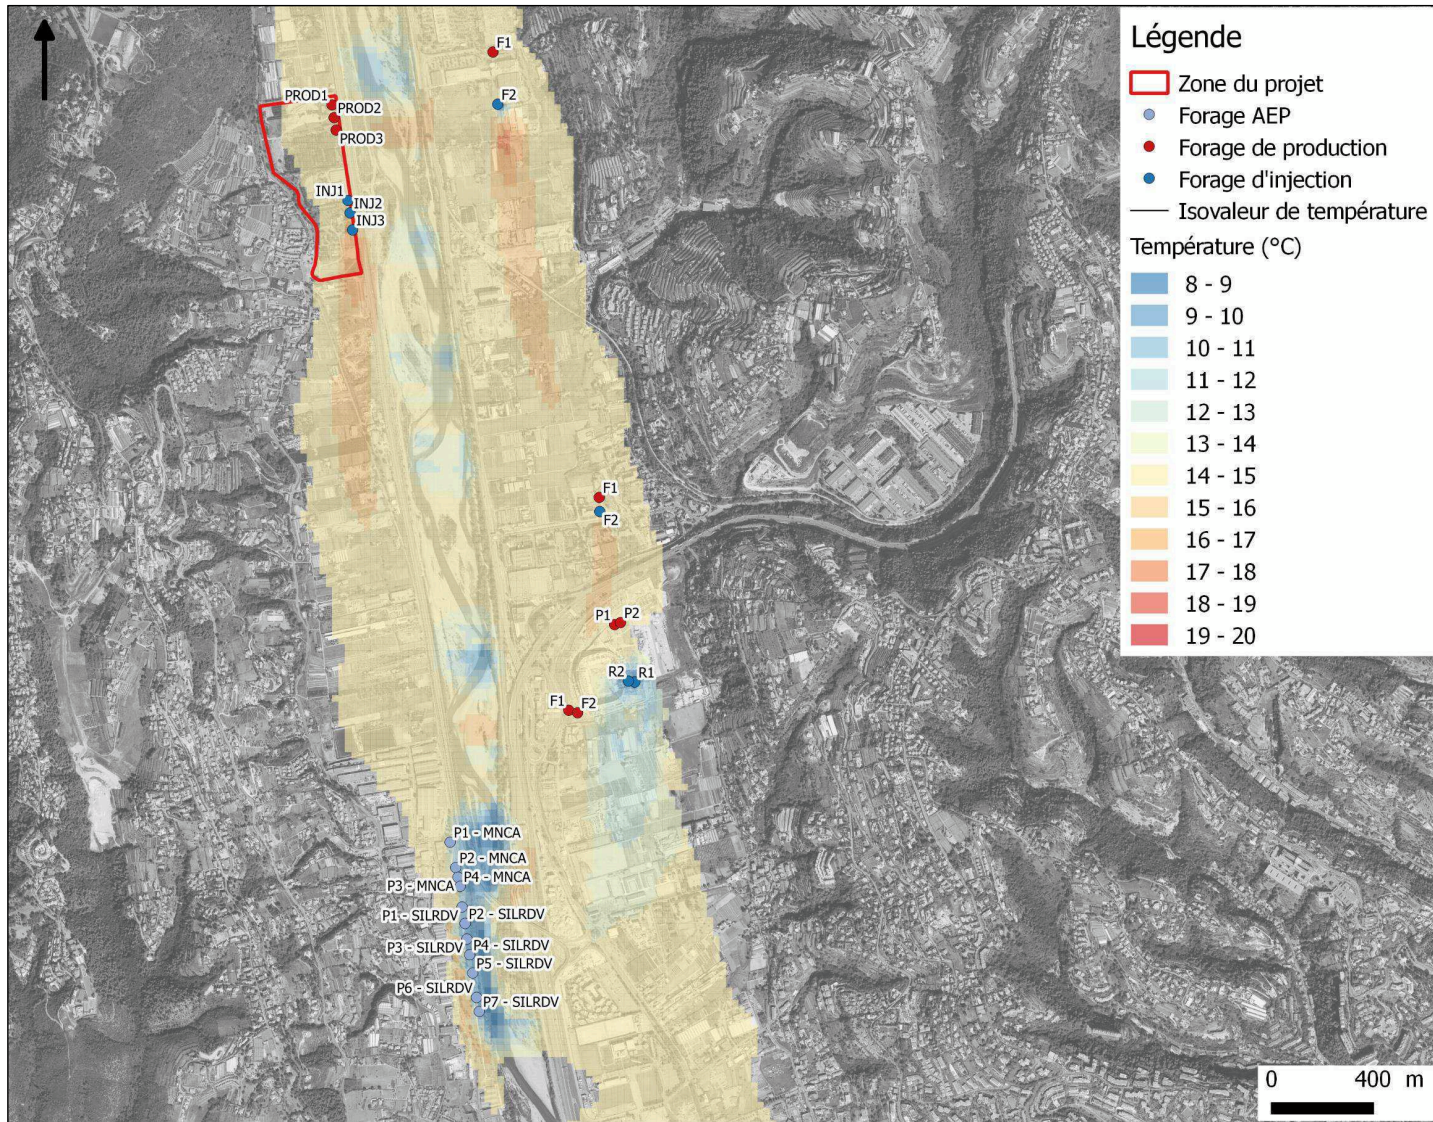 F1
PROD1
F2
PROD2
PROD3
INJ1
INJ2
INJ3
F1
F2
P1
P2
R2
R1
F1
F2
P1 - MNCA
P2 - MNCA
P4 - MNCA
P3 - MNCA
P1 - SILRDV
P2 - SILRDV
P3 - SILRDV
P4 - SILRDV
P5 - SILRDV
P6 - SILRDV
P7 - SILRDV
Légende
Zone du projet
Forage AEP
Forage de production
Forage d'injection
Isovaleur de température
Température (°C)
8 - 9
9 - 10
10 - 11
11 - 12
12 - 13
13 - 14
14 - 15
15 - 16
16 - 17
17 - 18
18 - 19
19 - 20
0 400 m